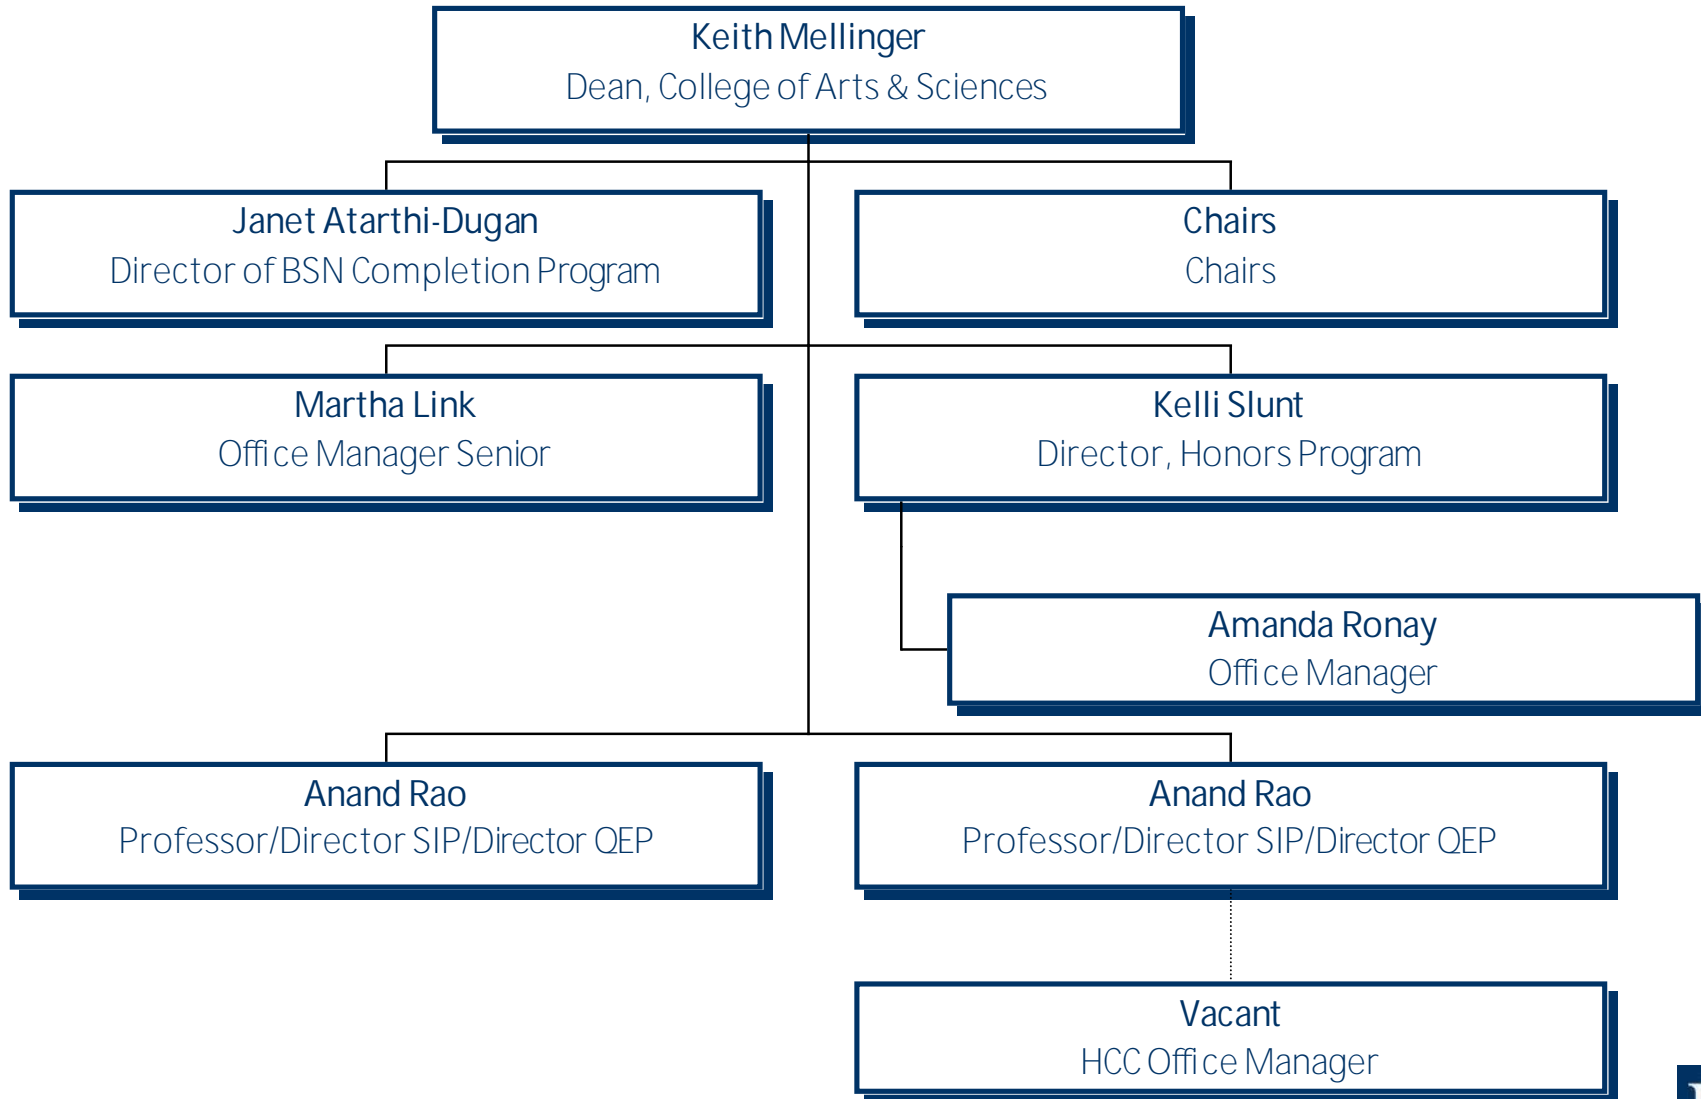 Keith Mellinger
Dean, College of Arts & Sciences
Janet Atarthi-Dugan
Director of BSN Completion Program
Chairs
Chairs
Martha Link
Office Manager Senior
Kelli Slunt
Director, Honors Program
Amanda Ronay
Office Manager
Anand Rao
Professor/Director SIP/Director QEP
Anand Rao
Professor/Director SIP/Director QEP
Vacant
HCC Office Manager